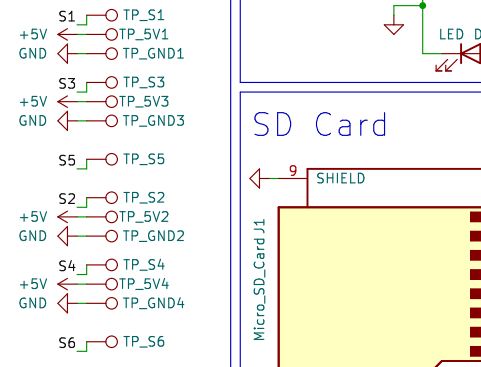 S1 TP_S1
+5V TP_5V1
GND TP_GND1
S3 TP_S3
+5V TP_5V3
GND TP_GND3
S5 TP_S5
S2 TP_S2
+5V TP_5V2
GND TP_GND2
S4 TP_S4
+5V TP_5V4
GND TP_GND4
S6 TP_S6
LED D
SD Card
9
SHIELD
Micro_SD_Card J1